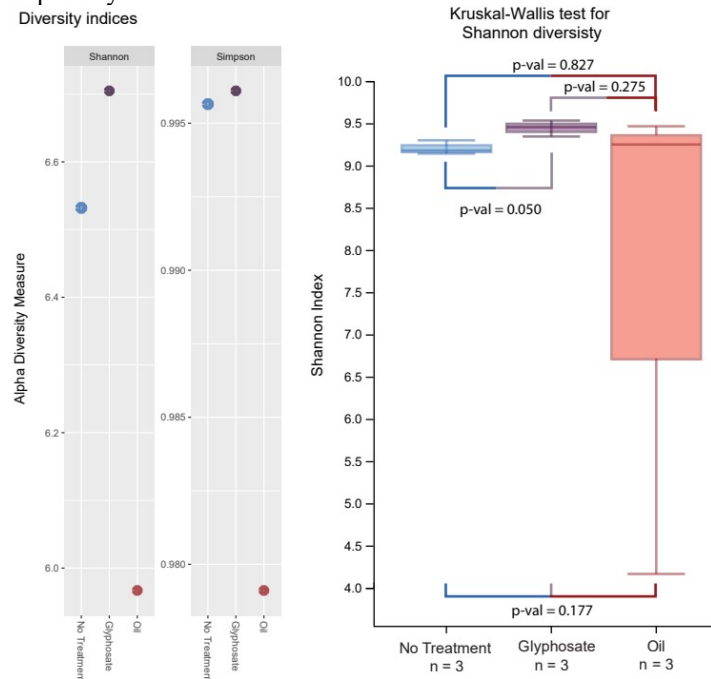 Diversity indices
Shannon
Simpson
Alpha Diversity Measure
6.6
6.4
6.2
6.0
0.995
0.990
0.985
0.980
No Treatment
Glyphosate
Oil
No Treatment
Glyphosate
Oil
Kruskal-Wallis test for
Shannon diversisty
p-val = 0.827
p-val = 0.275
p-val = 0.050
p-val = 0.177
Shannon Index
10.0
9.5
9.0
8.5
8.0
7.5
7.0
6.5
6.0
5.5
5.0
4.5
4.0
No Treatment
n = 3
Glyphosate
n = 3
Oil
n = 3